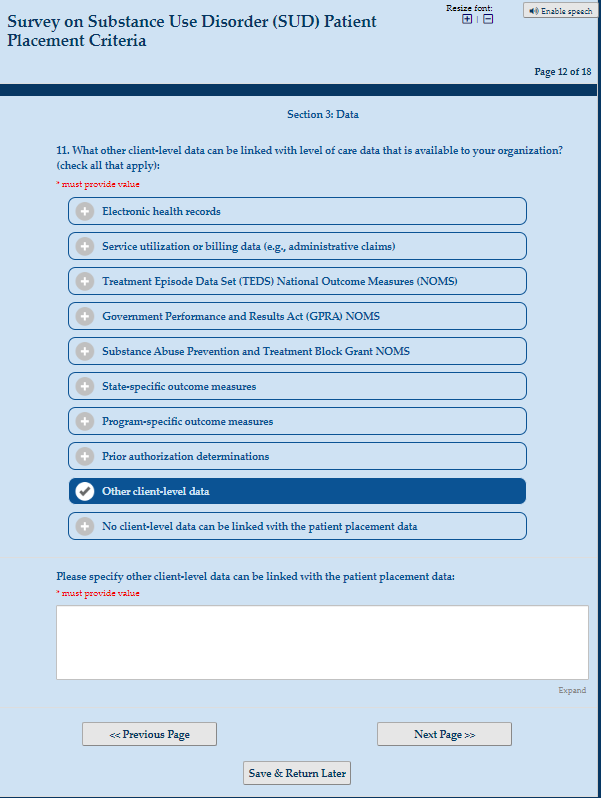 Survey on Substance Use Disorder (SUD) Patient
Placement Criteria
Resize font:
Enable speech
Page 12 of 18
Section 3: Data
11. What other client-level data can be linked with level of care data that is available to your organization?
(check all that apply):
* must provide value
Electronic health records
Service utilization or billing data (e.g., administrative claims)
Treatment Episode Data Set (TEDS) National Outcome Measures (NOMS)
Government Performance and Results Act (GPRA) NOMS
Substance Abuse Prevention and Treatment Block Grant NOMS
State-specific outcome measures
Program-specific outcome measures
Prior authorization determinations
Other client-level data
No client-level data can be linked with the patient placement data
Please specify other client-level data can be linked with the patient placement data:
* must provide value
Expand
<< Previous Page
Next Page >>
Save & Return Later